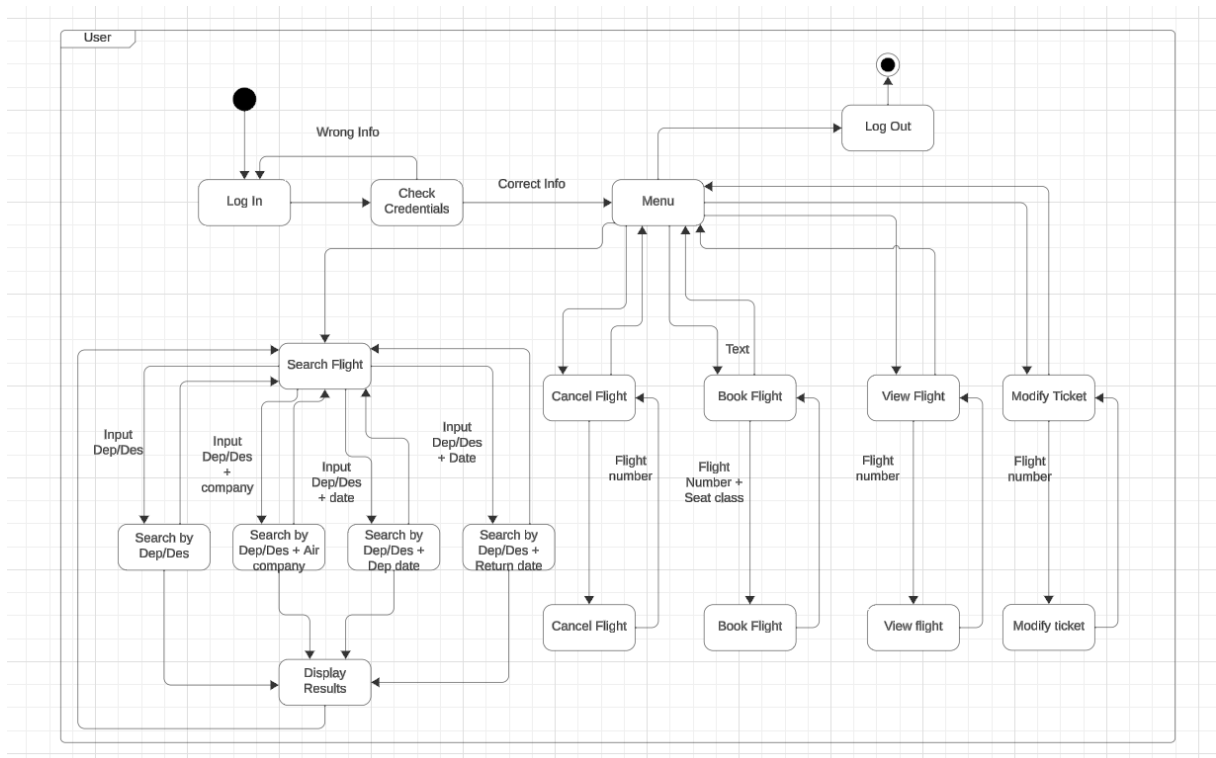 User
Log Out
Wrong Info
Correct Info
Log In
Check
Credentials
Menu
Text
Search Flight
Cancel Flight
Book Flight
View Flight
Modify Ticket
Input
Dep/Des
Input
Dep/Des
+
company
Input
Dep/Des
+ date
Input
Dep/Des
+ Date
Flight
number
Flight
Number +
Seat class
Flight
number
Flight
number
Search by
Dep/Des
Search by
Dep/Des + Air
company
Search by
Dep/Des +
Dep date
Search by
Dep/Des +
Return date
Cancel Flight
Book Flight
View flight
Modify ticket
Display
Results